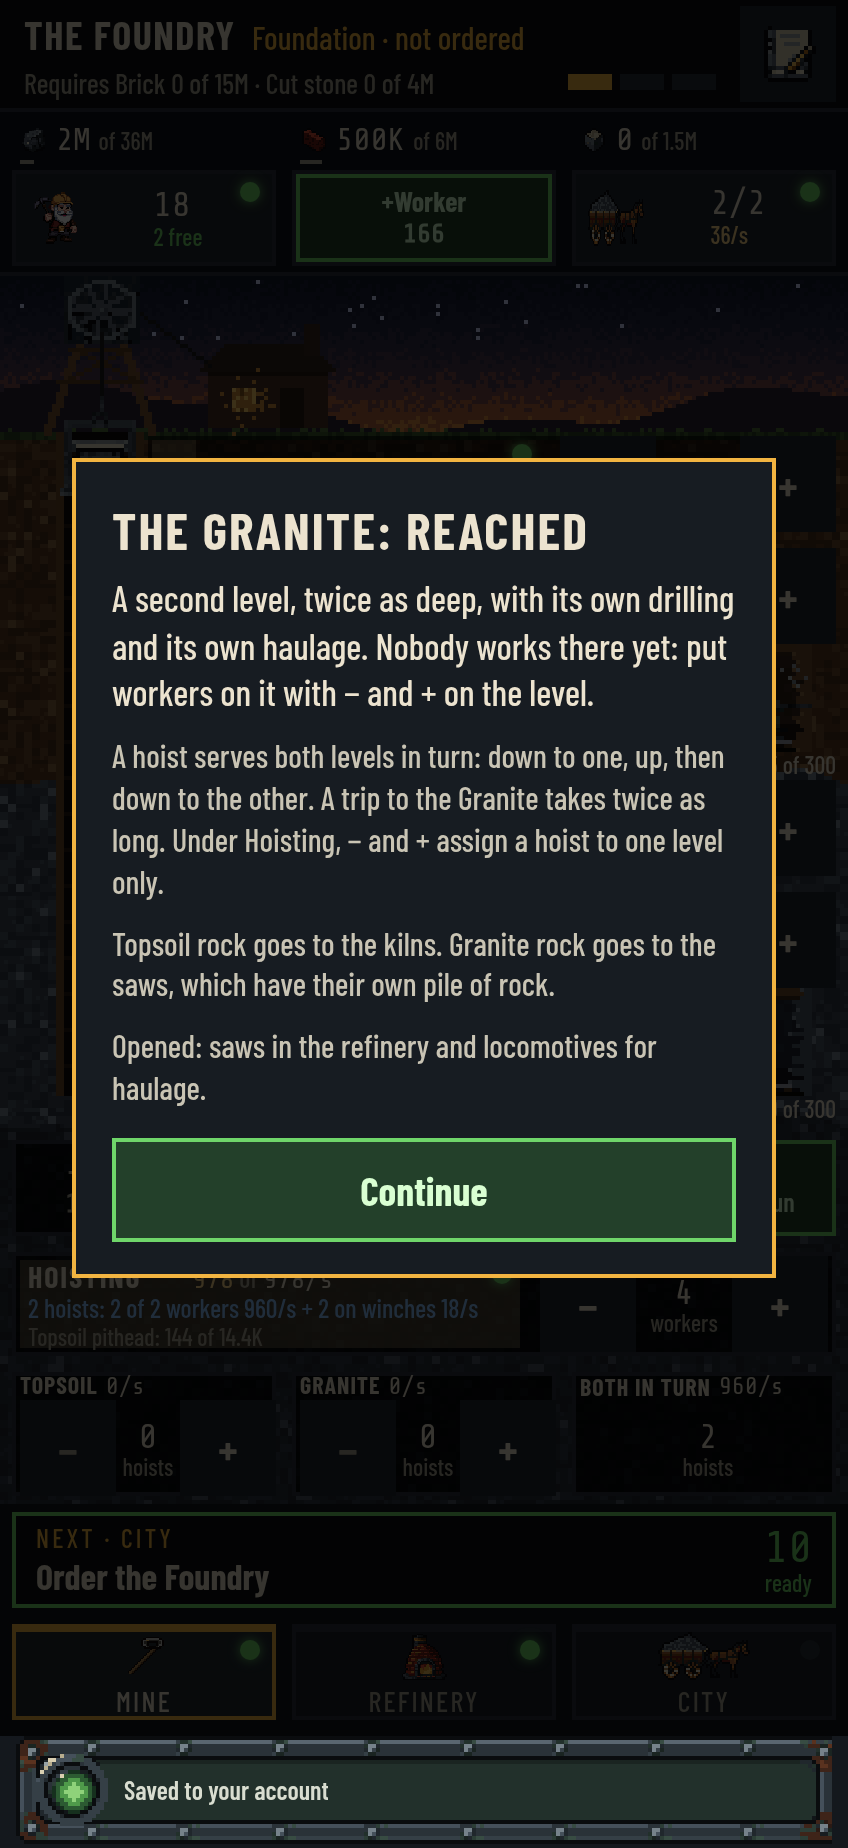 THE FOUNDRY Foundation · not ordered
Requires Brick 0 of 15M · Cut stone 0 of 4M
2M of 36M 500K of 6M 0 of 1.5M
18
2 free
+Worker
166
2/2
36/s
+
THE GRANITE: REACHED
A second level, twice as deep, with its own drilling
and its own haulage. Nobody works there yet: put
workers on it with – and + on the level.
+
of 300
A hoist serves both levels in turn: down to one, up, then
down to the other. A trip to the Granite takes twice as
long. Under Hoisting, – and + assign a hoist to one level
only.
+
Topsoil rock goes to the kilns. Granite rock goes to the
saws, which have their own pile of rock.
+
Opened: saws in the refinery and locomotives for
haulage.
of 300
Continue
HOISTING 978 of 978/s
2 hoists: 2 of 2 workers 960/s + 2 on winches 18/s
Topsoil pithead: 144 of 14.4K
–
4
workers
+
TOPSOIL 0/s
–
0
hoists
+
GRANITE 0/s
–
0
hoists
+
BOTH IN TURN 960/s
2
hoists
NEXT · CITY
Order the Foundry
10
ready
MINE
REFINERY
CITY
Saved to your account